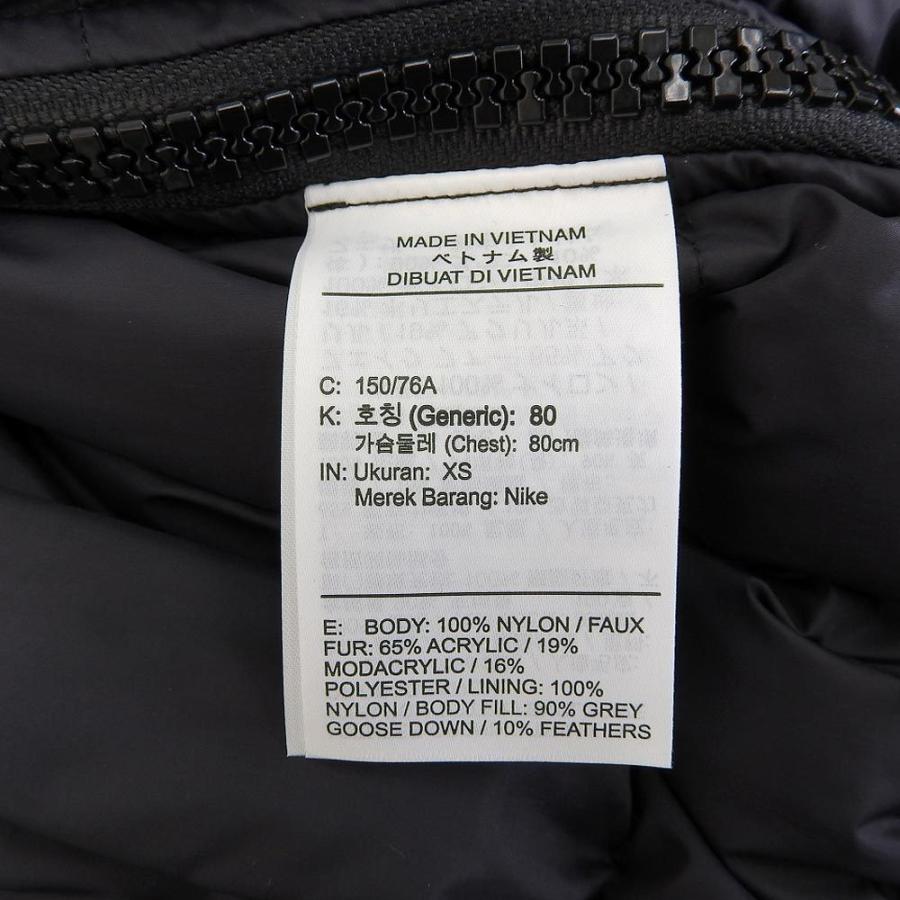 MADE IN VIETNAM
ベトナム製
DIBUAT DI VIETNAM
C: 150/76A
K: 호칭 (Generic): 80
가슴둘레 (Chest): 80cm
IN: Ukuran: XS
Merek Barang: Nike
E: BODY: 100% NYLON / FAUX
FUR: 65% ACRYLIC / 19%
MODACRYLIC / 16%
POLYESTER / LINING: 100%
NYLON / BODY FILL: 90% GREY
GOOSE DOWN / 10% FEATHERS